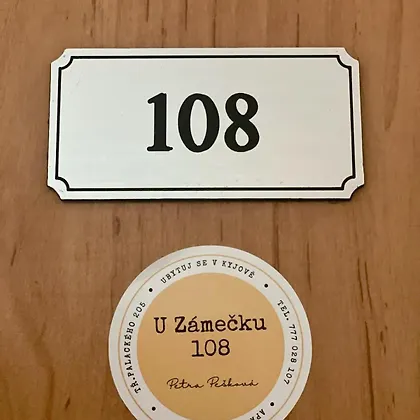 108
TŘ. PALACKÉHO 205 • UBYTUJ SE V KYJOVĚ • TEL. 777 028 107 •
U Zámečku
108
Petra Pešková